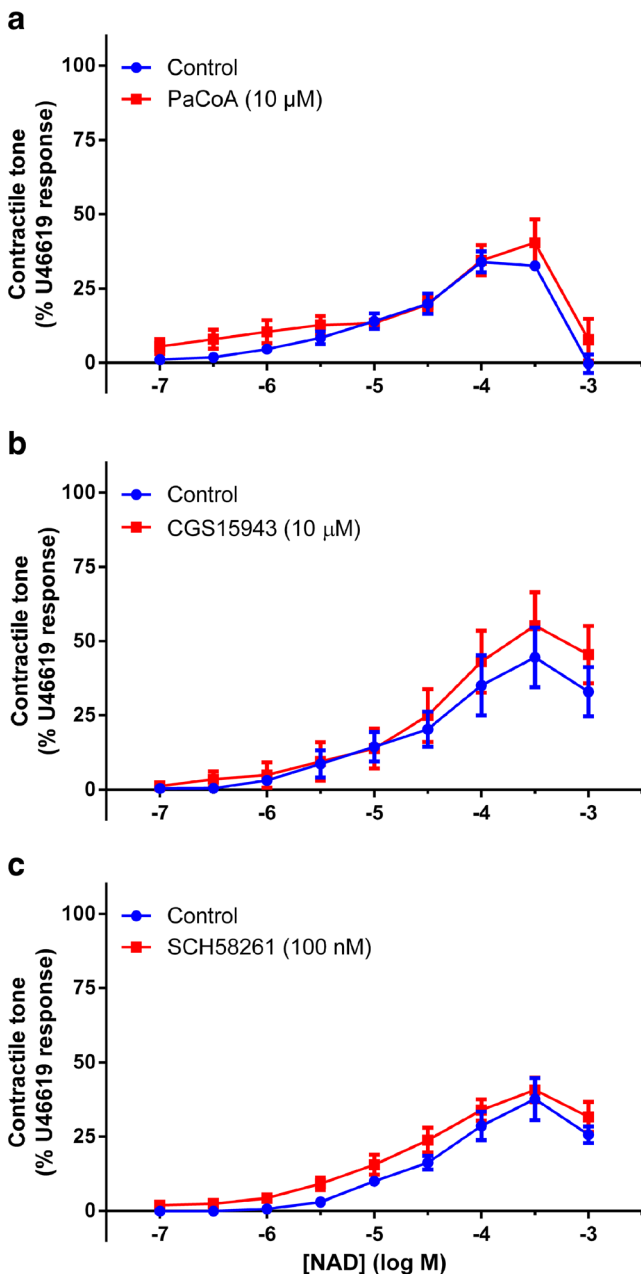 a
Contractile tone
(% U46619 response)
100
75
50
25
0
Control
PaCoA (10 µM)
-7 -6 -5 -4 -3
b
Contractile tone
(% U46619 response)
100
75
50
25
0
Control
CGS15943 (10 µM)
-7 -6 -5 -4 -3
c
Contractile tone
(% U46619 response)
100
75
50
25
0
Control
SCH58261 (100 nM)
-7 -6 -5 -4 -3
[NAD] (log M)